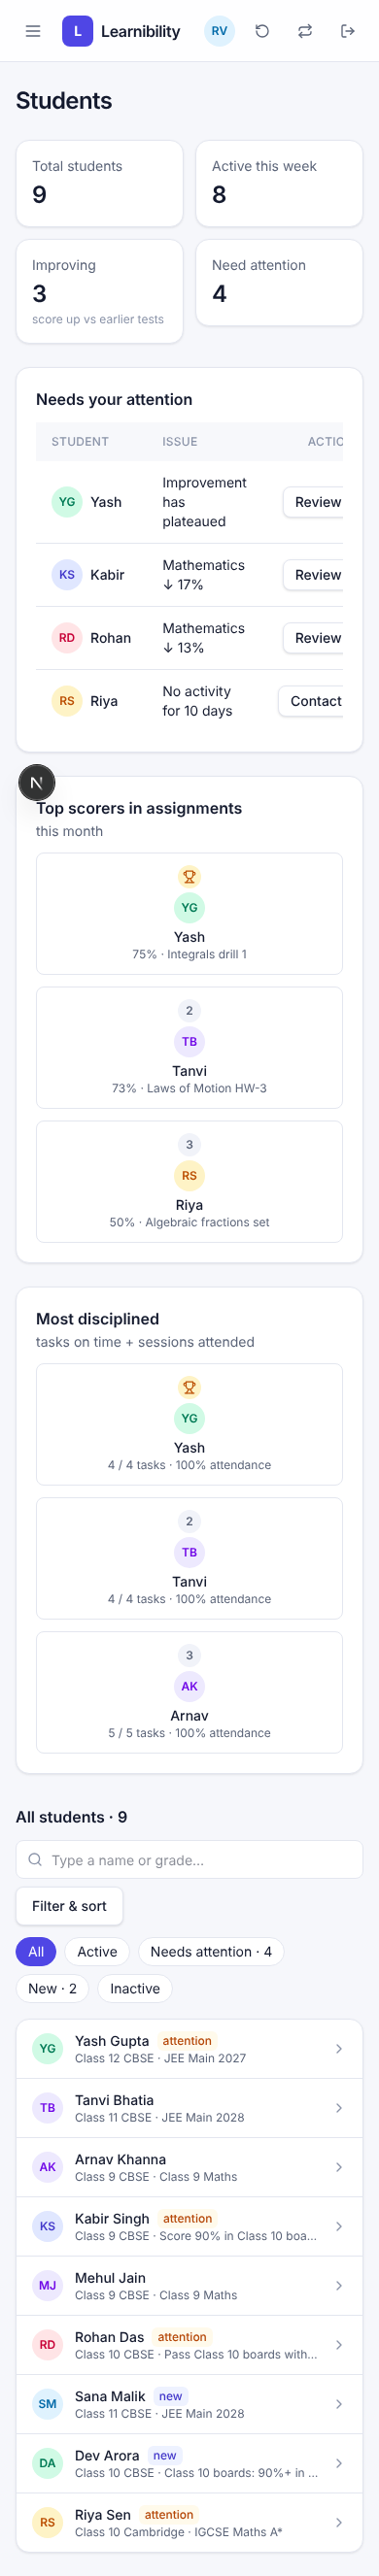 L Learnibility RV
Students
Total students
9
Active this week
8
Improving
3
score up vs earlier tests
Need attention
4
Needs your attention
STUDENT ISSUE ACTIO
YG Yash Improvement has plateaued Review
KS Kabir Mathematics ↓ 17% Review
RD Rohan Mathematics ↓ 13% Review
RS Riya No activity for 10 days Contact
N
Top scorers in assignments
this month
YG
Yash
75% · Integrals drill 1
2
TB
Tanvi
73% · Laws of Motion HW-3
3
RS
Riya
50% · Algebraic fractions set
Most disciplined
tasks on time + sessions attended
YG
Yash
4 / 4 tasks · 100% attendance
2
TB
Tanvi
4 / 4 tasks · 100% attendance
3
AK
Arnav
5 / 5 tasks · 100% attendance
All students · 9
Type a name or grade...
Filter & sort
All Active Needs attention · 4
New · 2 Inactive
YG Yash Gupta attention
Class 12 CBSE · JEE Main 2027
TB Tanvi Bhatia
Class 11 CBSE · JEE Main 2028
AK Arnav Khanna
Class 9 CBSE · Class 9 Maths
KS Kabir Singh attention
Class 9 CBSE · Score 90% in Class 10 boa...
MJ Mehul Jain
Class 9 CBSE · Class 9 Maths
RD Rohan Das attention
Class 10 CBSE · Pass Class 10 boards with...
SM Sana Malik new
Class 11 CBSE · JEE Main 2028
DA Dev Arora new
Class 10 CBSE · Class 10 boards: 90%+ in ...
RS Riya Sen attention
Class 10 Cambridge · IGCSE Maths A*